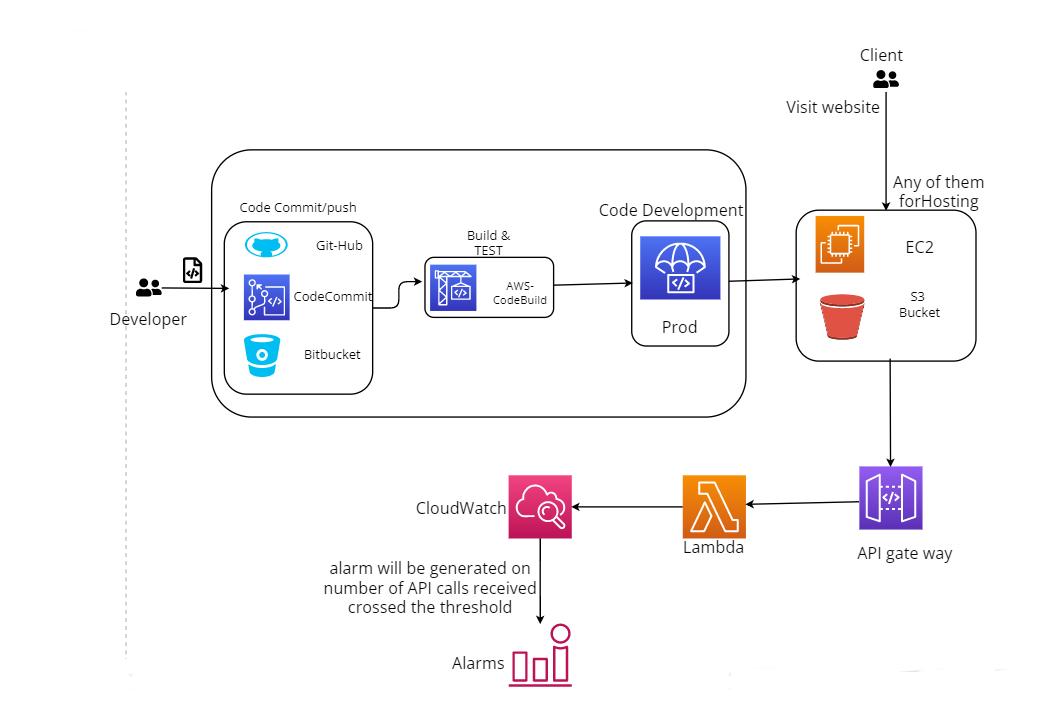 Client
Visit website
Any of them
forHosting
Code Commit/push
Git-Hub
CodeCommit
Bitbucket
Developer
Build &
TEST
AWS-
CodeBuild
Code Development
Prod
EC2
S3
Bucket
CloudWatch
Lambda
API gate way
alarm will be generated on
number of API calls received
crossed the threshold
Alarms